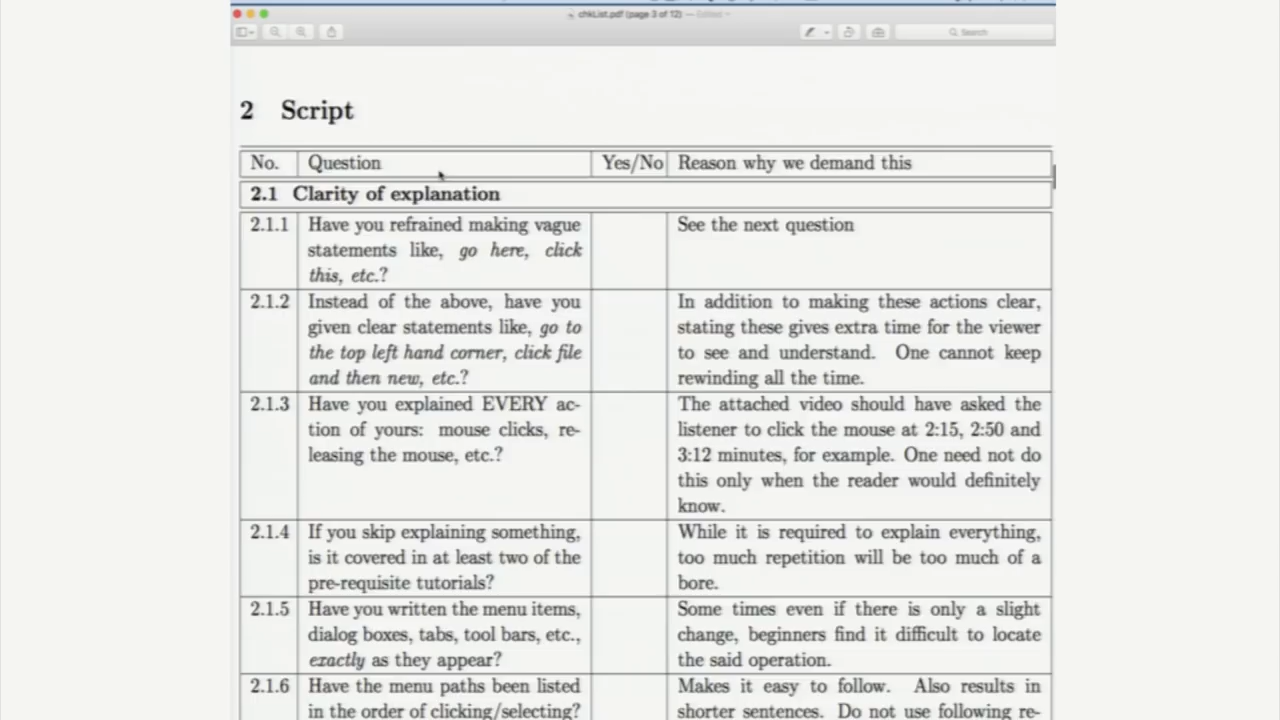 chkList.pdf (page 3 of 12) — Edited
Search
2 Script
No. Question Yes/No Reason why we demand this
2.1 Clarity of explanation
2.1.1 Have you refrained making vague See the next question
statements like, go here, click
this, etc.?
2.1.2 Instead of the above, have you In addition to making these actions clear,
given clear statements like, go to stating these gives extra time for the viewer
the top left hand corner, click file to see and understand. One cannot keep
and then new, etc.? rewinding all the time.
2.1.3 Have you explained EVERY ac- The attached video should have asked the
tion of yours: mouse clicks, re- listener to click the mouse at 2:15, 2:50 and
leasing the mouse, etc.? 3:12 minutes, for example. One need not do
this only when the reader would definitely
know.
2.1.4 If you skip explaining something, While it is required to explain everything,
is it covered in at least two of the too much repetition will be too much of a
pre-requisite tutorials? bore.
2.1.5 Have you written the menu items, Some times even if there is only a slight
dialog boxes, tabs, tool bars, etc., change, beginners find it difficult to locate
exactly as they appear? the said operation.
2.1.6 Have the menu paths been listed Makes it easy to follow. Also results in
in the order of clicking/selecting? shorter sentences. Do not use following re-